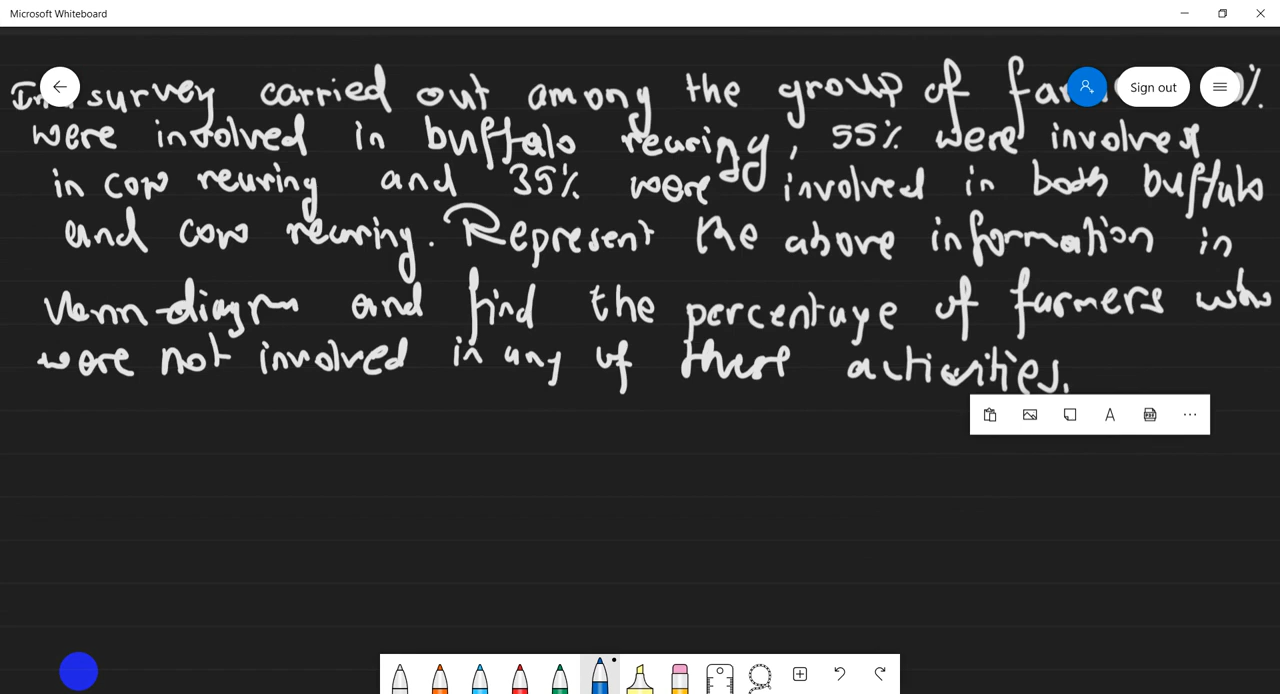 Microsoft Whiteboard
In survey carried out among the group of %.
Sign out
were involved in buffalo rearing, 55% were involved
in cow rearing and 35% were involved in both buffalo
and cow rearing. Represent the above information in
Venn-diagrm and find the percentage of farmers who
were not involved in any of these activities.
A